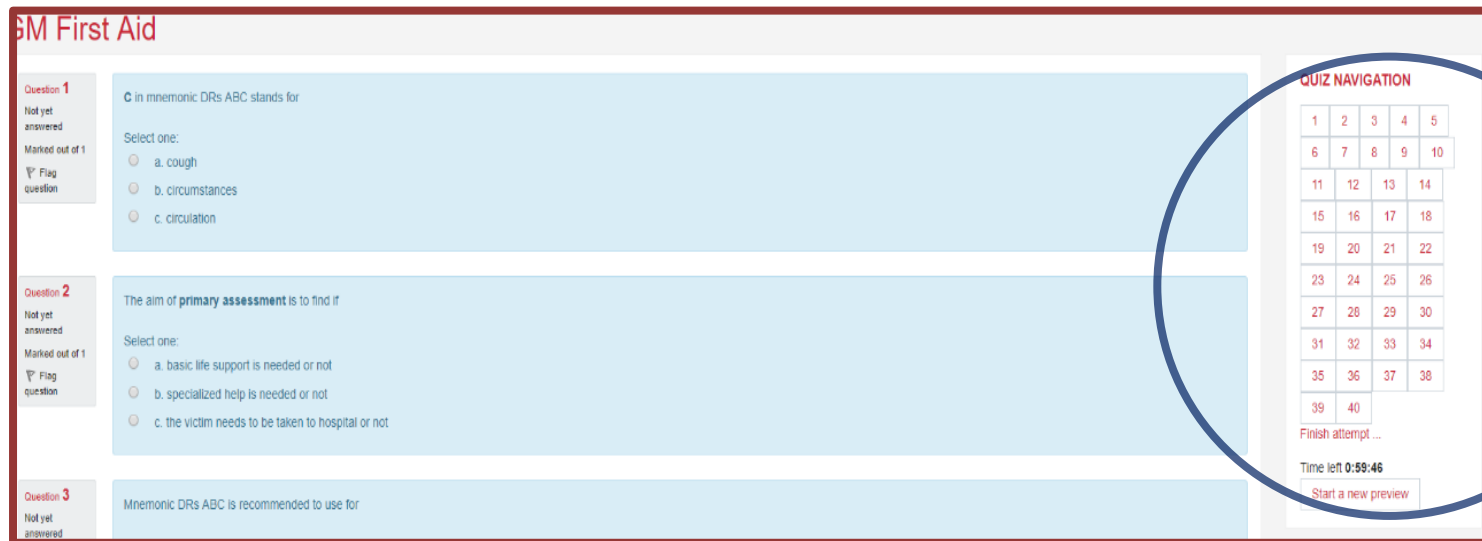 GM First Aid
Question 1
Not yet
answered
Marked out of 1
Flag
question
C in mnemonic DRs ABC stands for
Select one:
a. cough
b. circumstances
c. circulation
Question 2
Not yet
answered
Marked out of 1
Flag
question
The aim of primary assessment is to find if
Select one:
a. basic life support is needed or not
b. specialized help is needed or not
c. the victim needs to be taken to hospital or not
Question 3
Not yet
answered
Mnemonic DRs ABC is recommended to use for
QUIZ NAVIGATION
1 2 3 4 5
6 7 8 9 10
11 12 13 14
15 16 17 18
19 20 21 22
23 24 25 26
27 28 29 30
31 32 33 34
35 36 37 38
39 40
Finish attempt ...
Time left 0:59:46
Start a new preview